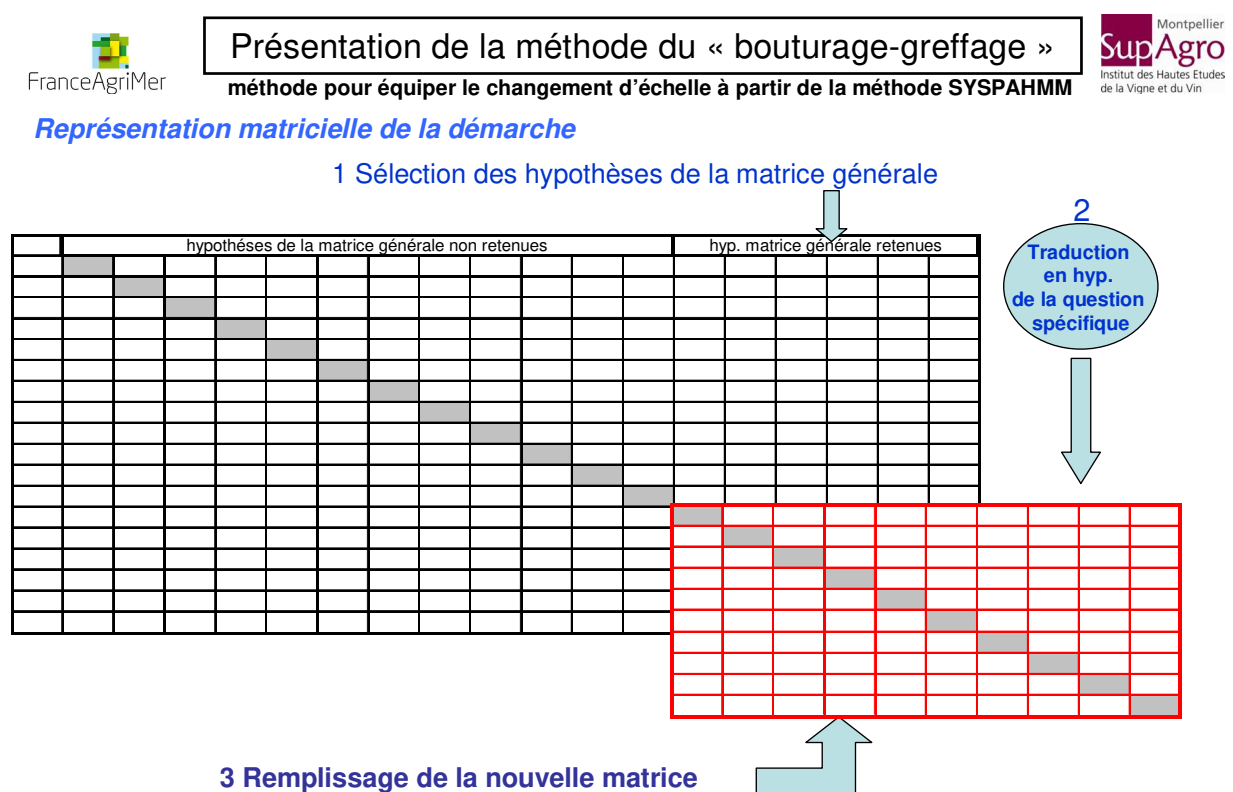 FranceAgriMer
Présentation de la méthode du « bouturage-greffage »
méthode pour équiper le changement d'échelle à partir de la méthode SYSPAHMM
Montpellier
SupAgro
Institut des Hautes Etudes
de la Vigne et du Vin
Représentation matricielle de la démarche
1 Sélection des hypothèses de la matrice générale
hypothéses de la matrice générale non retenues
hyp. matrice générale retenues
2
Traduction
en hyp.
de la question
spécifique
3 Remplissage de la nouvelle matrice